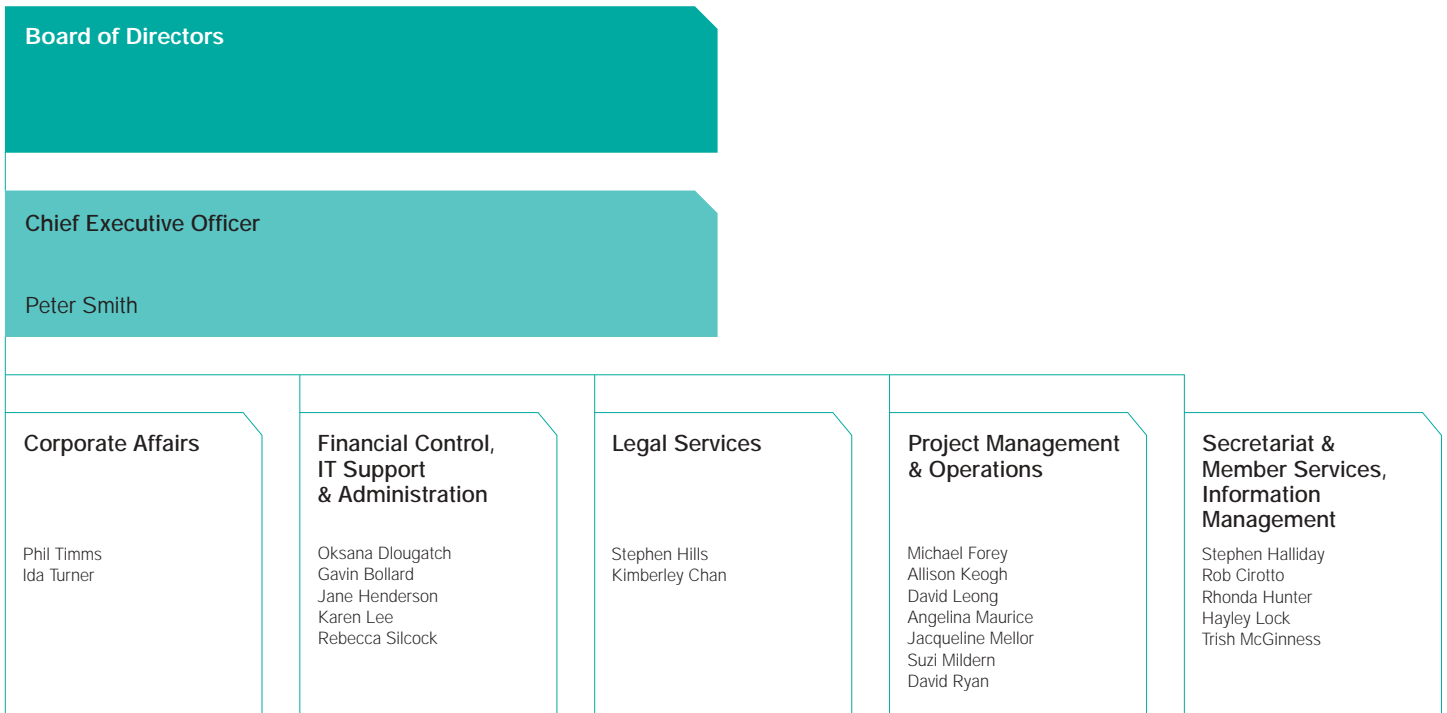 Board of Directors
Chief Executive Officer
Peter Smith
Corporate Affairs
Phil Timms
Ida Turner
Financial Control,
IT Support
& Administration
Oksana Dlougatch
Gavin Bollard
Jane Henderson
Karen Lee
Rebecca Silcock
Legal Services
Stephen Hills
Kimberley Chan
Project Management
& Operations
Michael Forey
Allison Keogh
David Leong
Angelina Maurice
Jacqueline Mellor
Suzi Mildern
David Ryan
Secretariat &
Member Services,
Information
Management
Stephen Halliday
Rob Cirotto
Rhonda Hunter
Hayley Lock
Trish McGinness